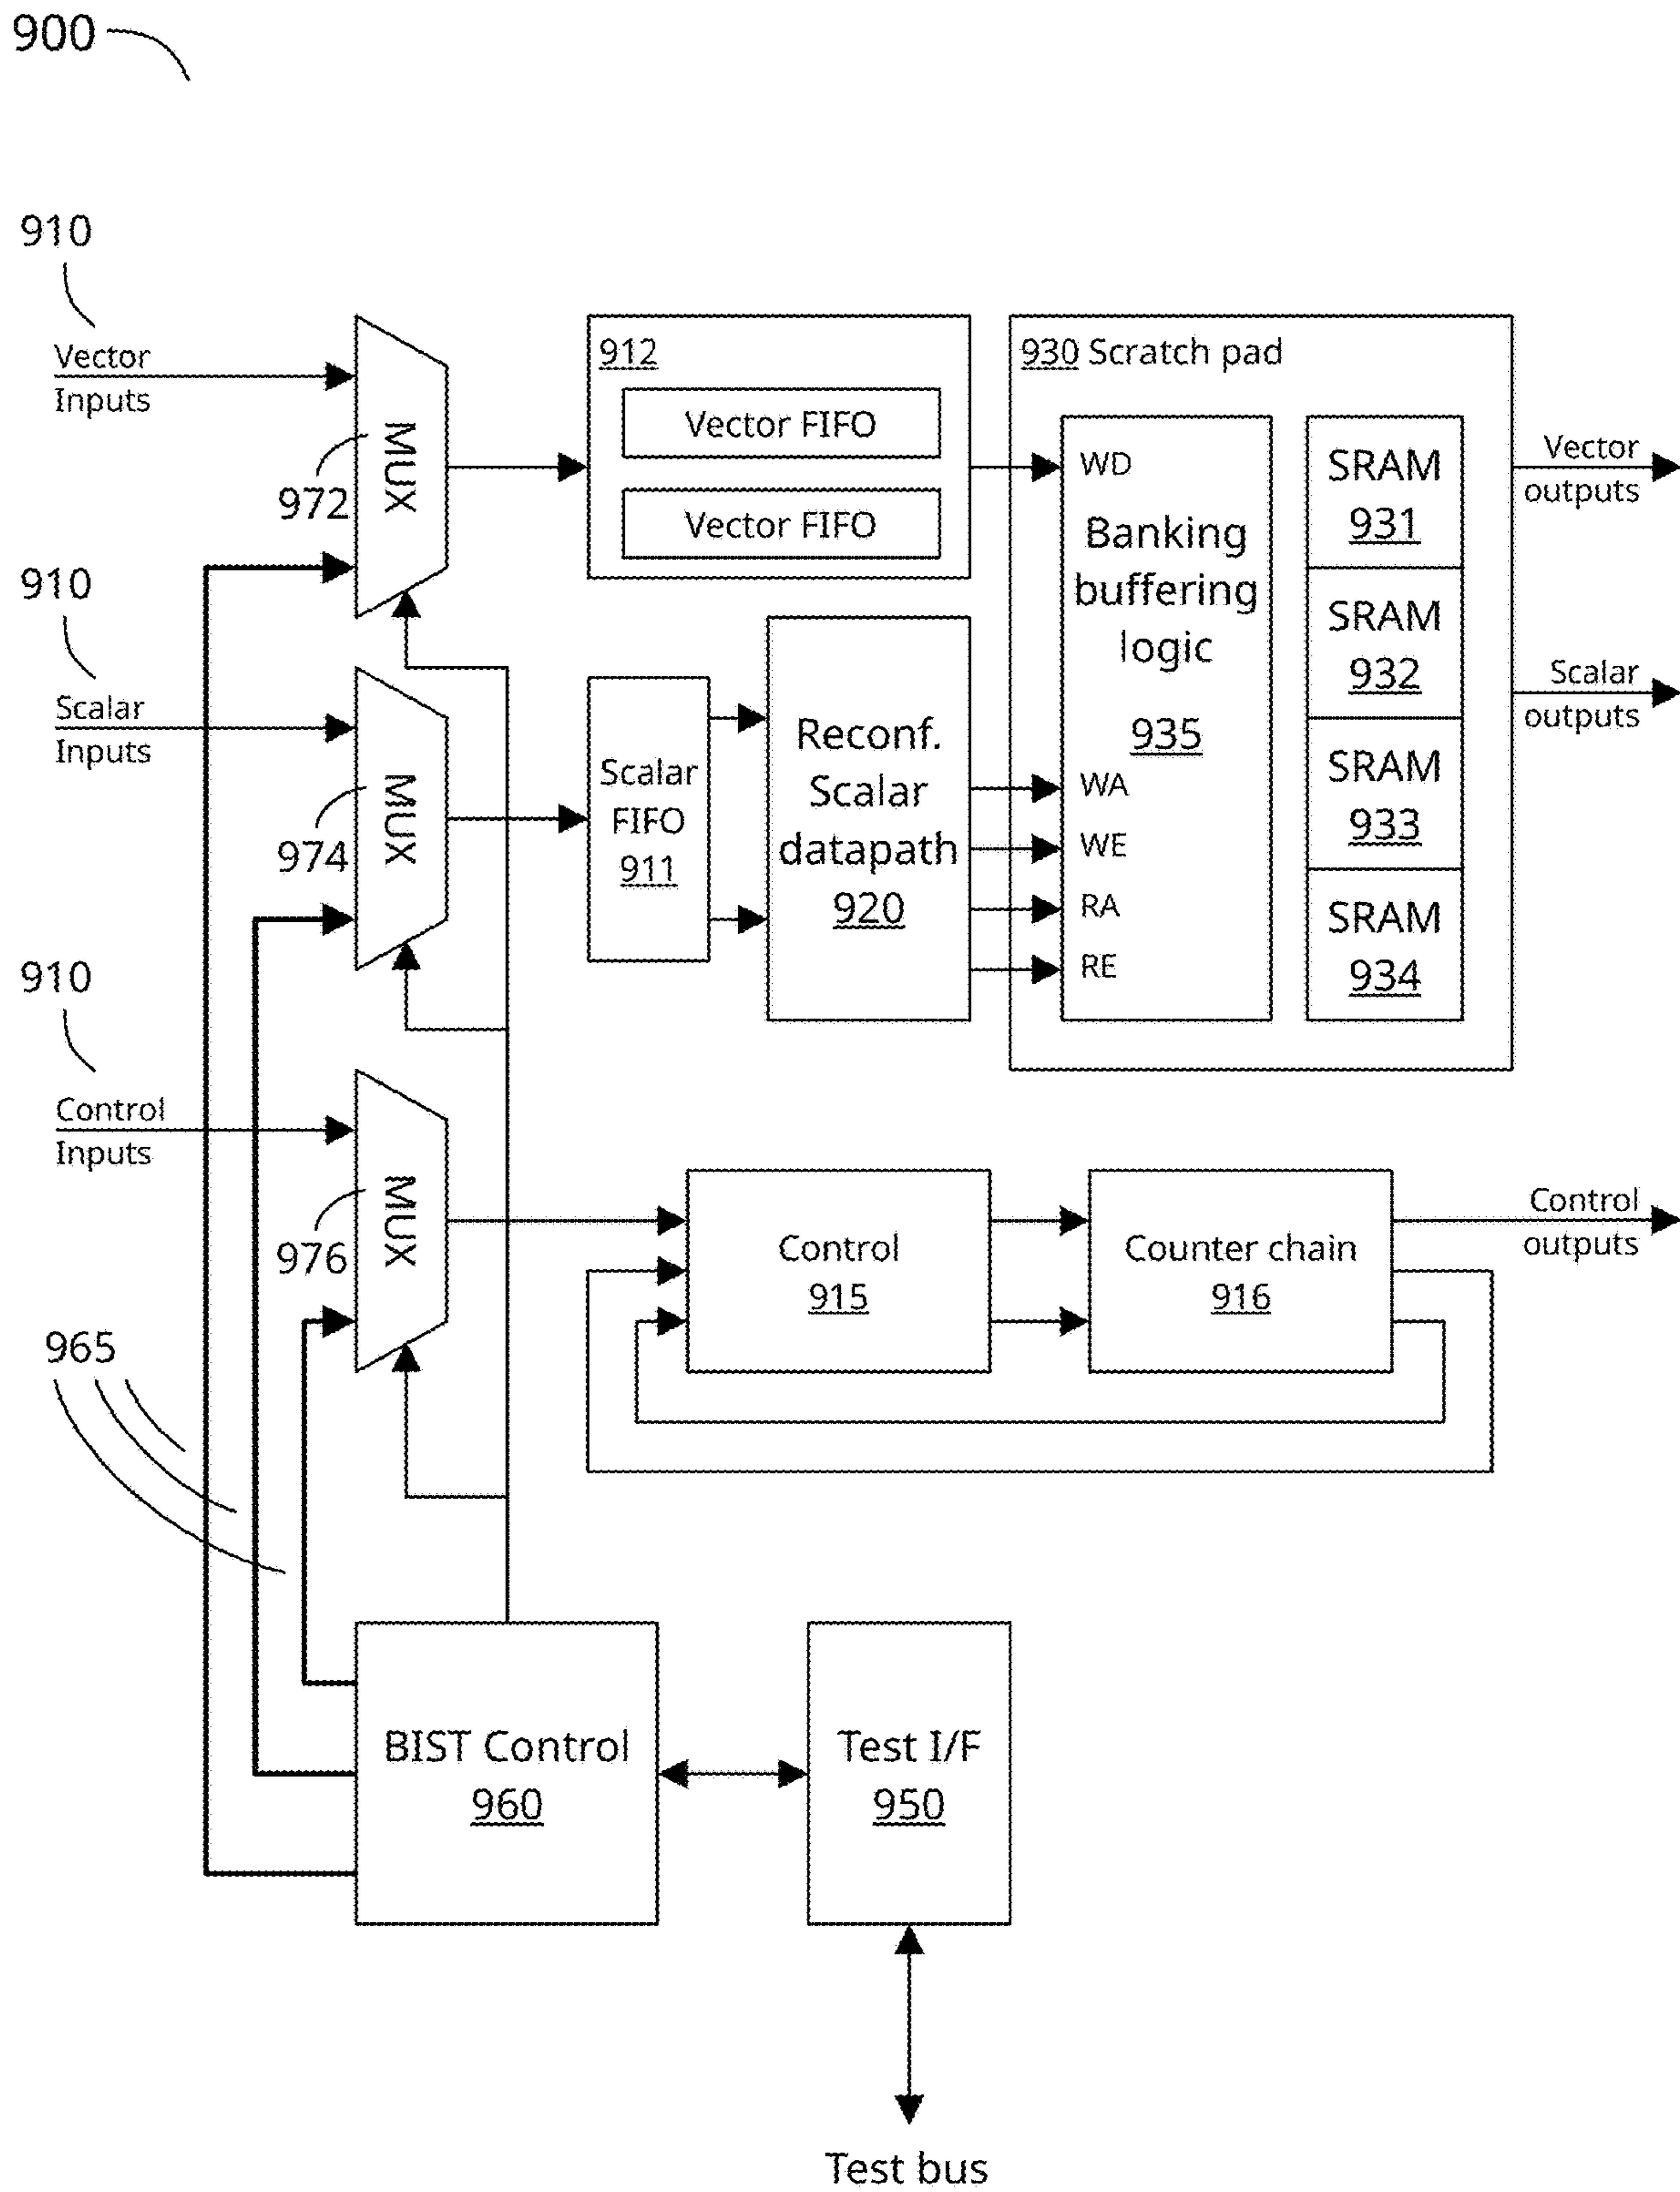 900
910
Vector
Inputs
MUX
972
912
Vector FIFO
Vector FIFO
930 Scratch pad
WD
Banking
buffering
logic
935
WA
WE
RA
RE
SRAM
931
SRAM
932
SRAM
933
SRAM
934
Vector
outputs
Scalar
outputs
910
Scalar
Inputs
MUX
974
Scalar
FIFO
911
Reconf.
Scalar
datapath
920
910
Control
Inputs
MUX
976
Control
915
Counter chain
916
Control
outputs
965
BIST Control
960
Test I/F
950
Test bus